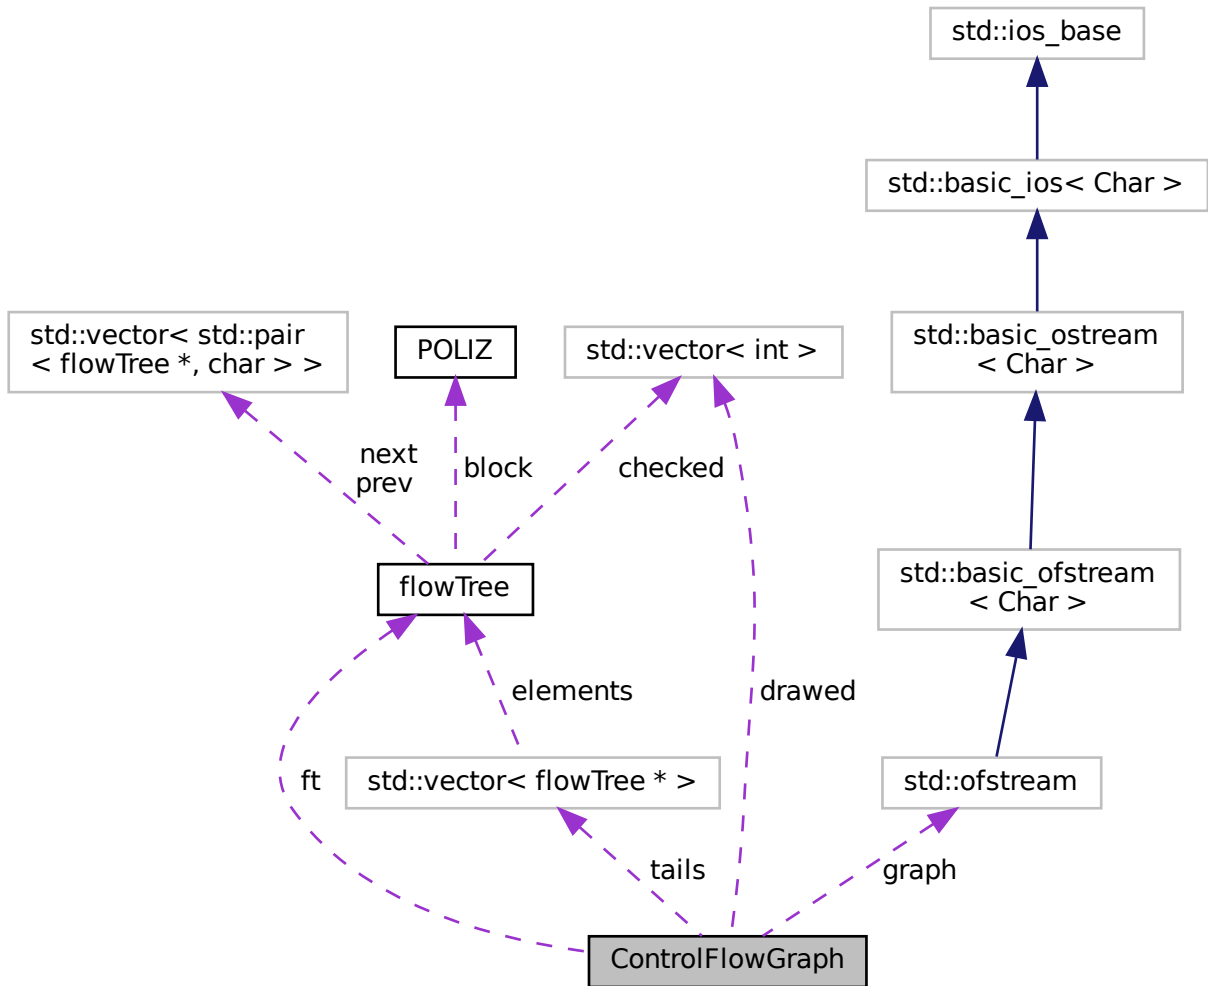 std::ios_base
std::basic_ios< Char >
std::vector< std::pair
< flowTree *, char > >
POLIZ
std::vector< int >
std::basic_ostream
< Char >
next
prev
block
checked
flowTree
std::basic_ofstream
< Char >
elements
drawed
ft
std::vector< flowTree * >
std::ofstream
tails
graph
ControlFlowGraph